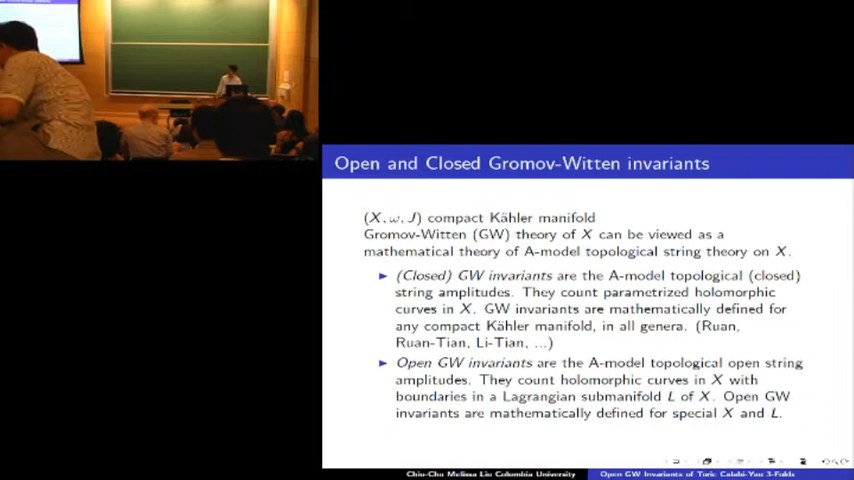 Open and Closed Gromov-Witten invariants
(X, ω, J) compact Kähler manifold
Gromov-Witten (GW) theory of X can be viewed as a
mathematical theory of A-model topological string theory on X.
► (Closed) GW invariants are the A-model topological (closed)
string amplitudes. They count parametrized holomorphic
curves in X. GW invariants are mathematically defined for
any compact Kähler manifold, in all genera. (Ruan,
Ruan-Tian, Li-Tian, ...)
► Open GW invariants are the A-model topological open string
amplitudes. They count holomorphic curves in X with
boundaries in a Lagrangian submanifold L of X. Open GW
invariants are mathematically defined for special X and L.
Chiu-Chu Melissa Liu Columbia University
Open GW Invariants of Toric Calabi-Yau 3-Folds